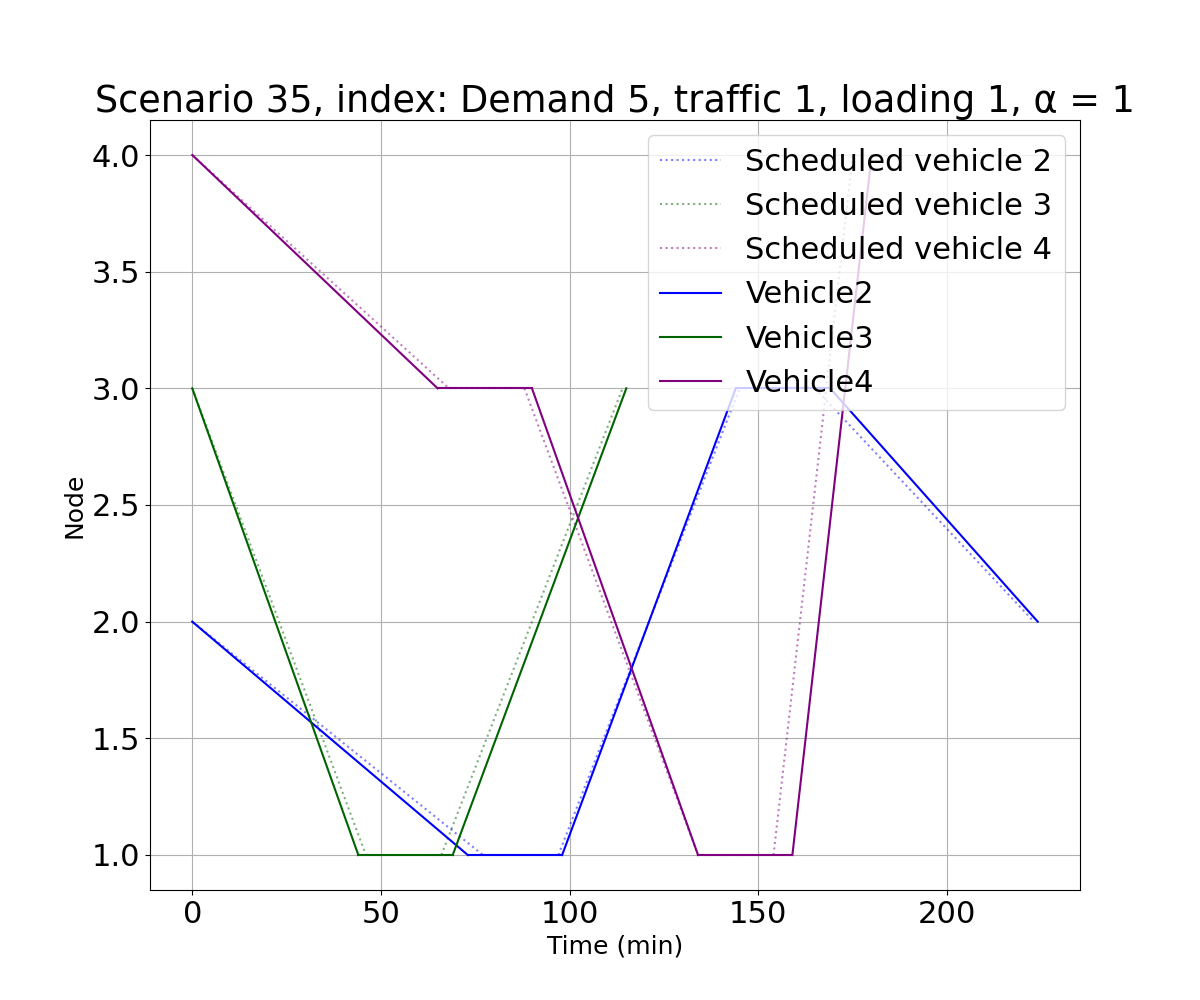 Scenario 35, index: Demand 5, traffic 1, loading 1, α = 1
Scheduled vehicle 2
Scheduled vehicle 3
Scheduled vehicle 4
Vehicle2
Vehicle3
Vehicle4
Node
4.0
3.5
3.0
2.5
2.0
1.5
1.0
0 50 100 150 200
Time (min)